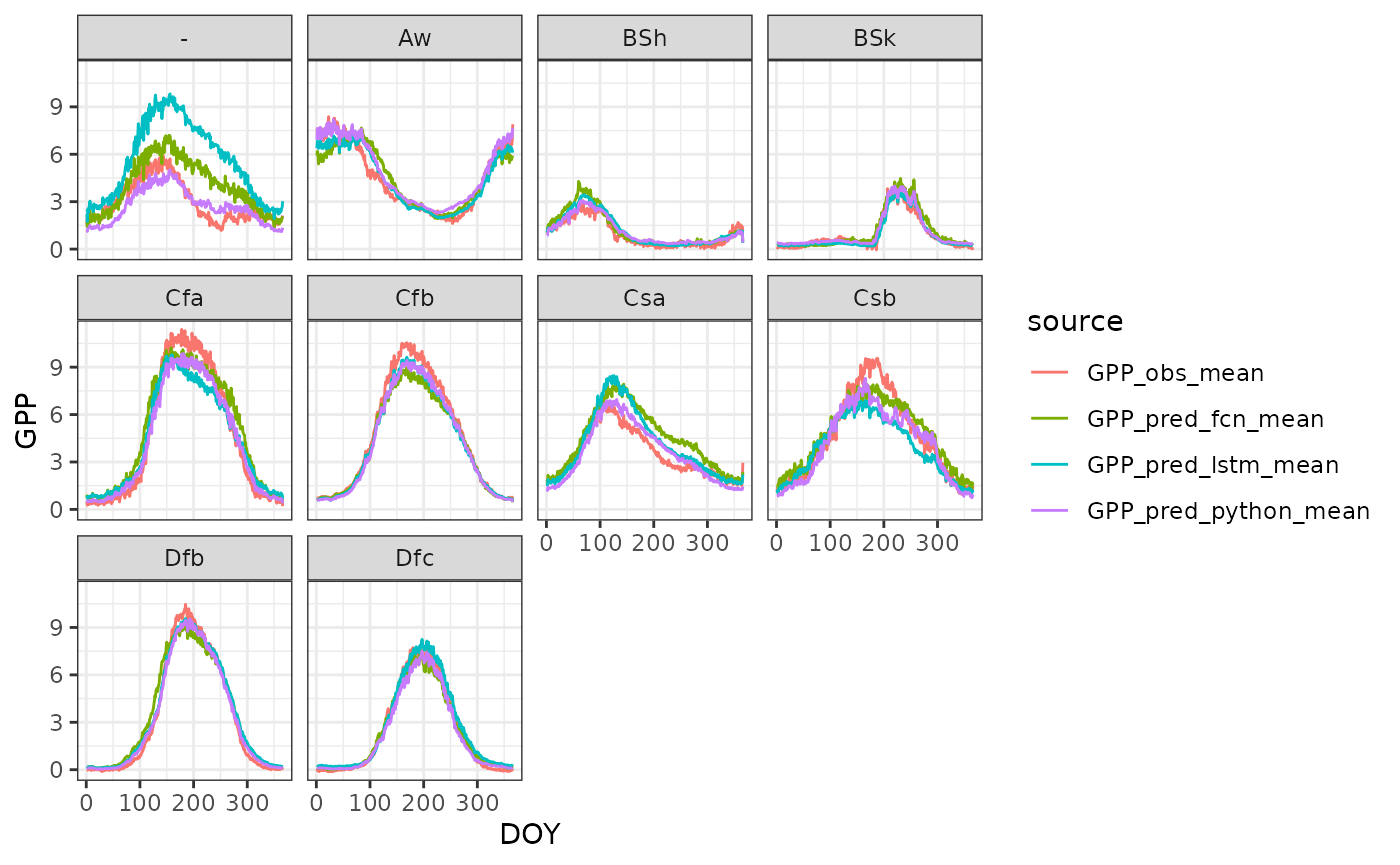 - Aw BSh BSk
9
6
3
0
Cfa Cfb Csa Csb
9
6
3
0
0 100 200 300 0 100 200 300
Dfb Dfc
9
6
3
0
0 100 200 300 0 100 200 300
DOY
GPP
source
GPP_obs_mean
GPP_pred_fcn_mean
GPP_pred_lstm_mean
GPP_pred_python_mean